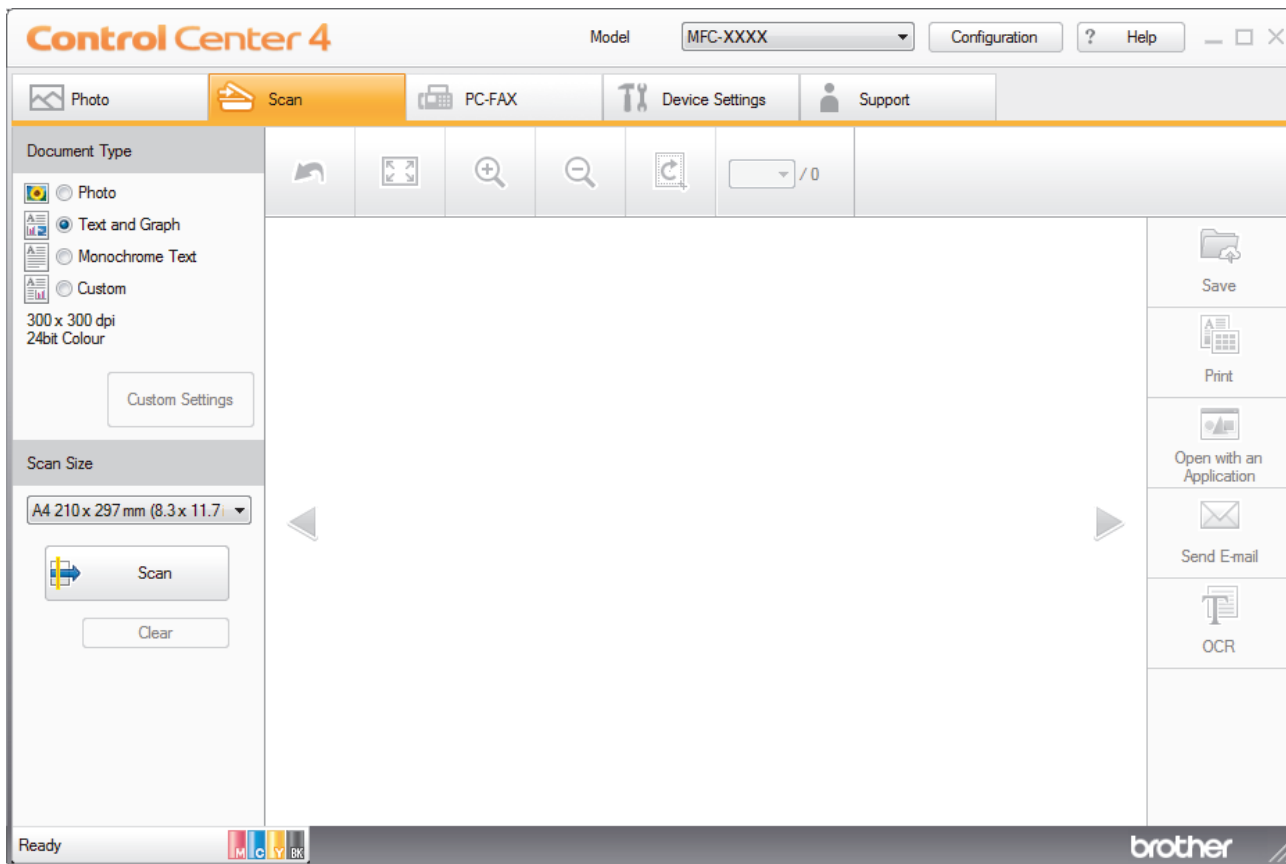 Control Center 4
Model
MFC-XXXX
Configuration
? Help
Photo
Scan
PC-FAX
Device Settings
Support
Document Type
Photo
Text and Graph
Monochrome Text
Custom
300 x 300 dpi
24bit Colour
Custom Settings
Scan Size
A4 210 x 297 mm (8.3 x 11.7
Scan
Clear
/ 0
Save
Print
Open with an
Application
Send E-mail
OCR
Ready
M C Y BK
brother